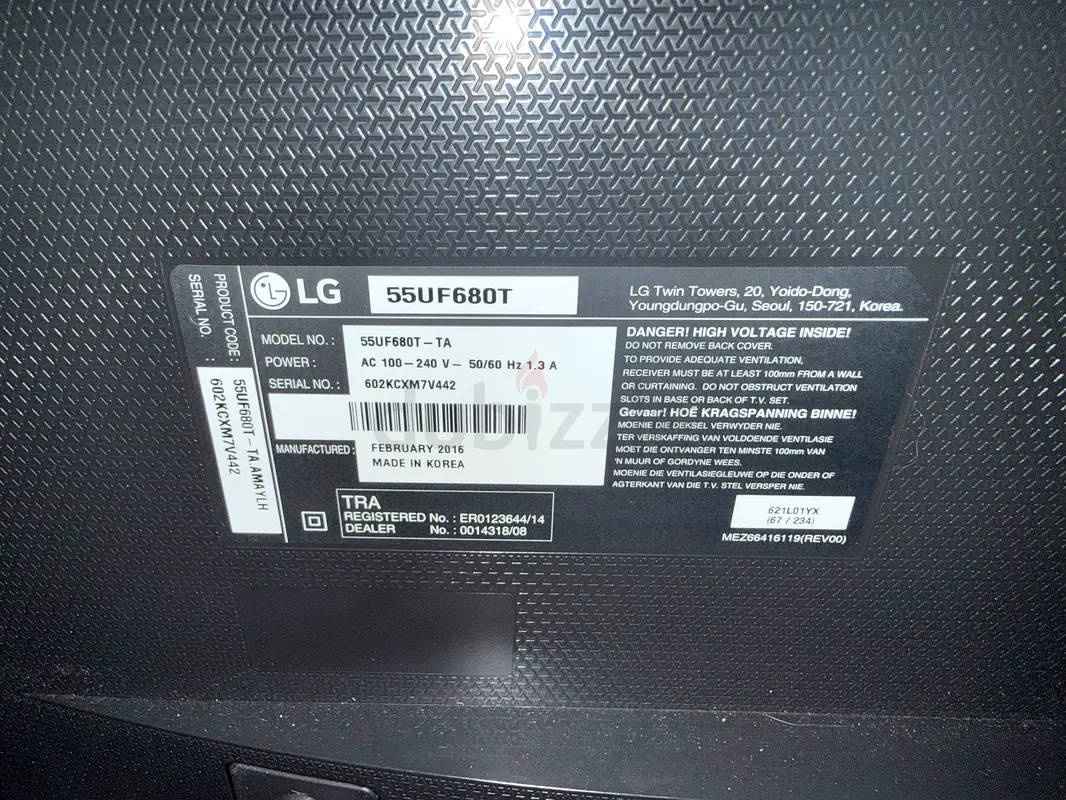 LG
55UF680T
LG Twin Towers, 20, Yoido-Dong,
Youngdungpo-Gu, Seoul, 150-721, Korea.
PRODUCT CODE :
SERIAL NO. :
55UF680T-TA.AMAYLH
602KCXM7V442
MODEL NO. : 55UF680T-TA
POWER : AC 100-240 V~ 50/60 Hz 1.3 A
SERIAL NO. : 602KCXM7V442
MANUFACTURED : FEBRUARY 2016
MADE IN KOREA
TRA
REGISTERED No. : ER0123644/14
DEALER No. : 0014318/08
DANGER! HIGH VOLTAGE INSIDE!
DO NOT REMOVE BACK COVER.
TO PROVIDE ADEQUATE VENTILATION,
RECEIVER MUST BE AT LEAST 100mm FROM A WALL
OR CURTAINING. DO NOT OBSTRUCT VENTILATION
SLOTS IN BASE OR BACK OF T.V. SET.
Gevaar! HOË KRAGSPANNING BINNE!
MOENIE DIE DEKSEL VERWYDER NIE.
TER VERSKAFFING VAN VOLDOENDE VENTILASIE
MOET DIE ONTVANGER TEN MINSTE 100mm VAN
'N MUUR OF GORDYNE WEES.
MOENIE DIE VENTILASIEGLEUWE OP DIE ONDER OF
AGTERKANT VAN DIE T.V. STEL VERSPER NIE.
621L01YX
(67 / 234)
MEZ66416119(REV00)
dubizzle